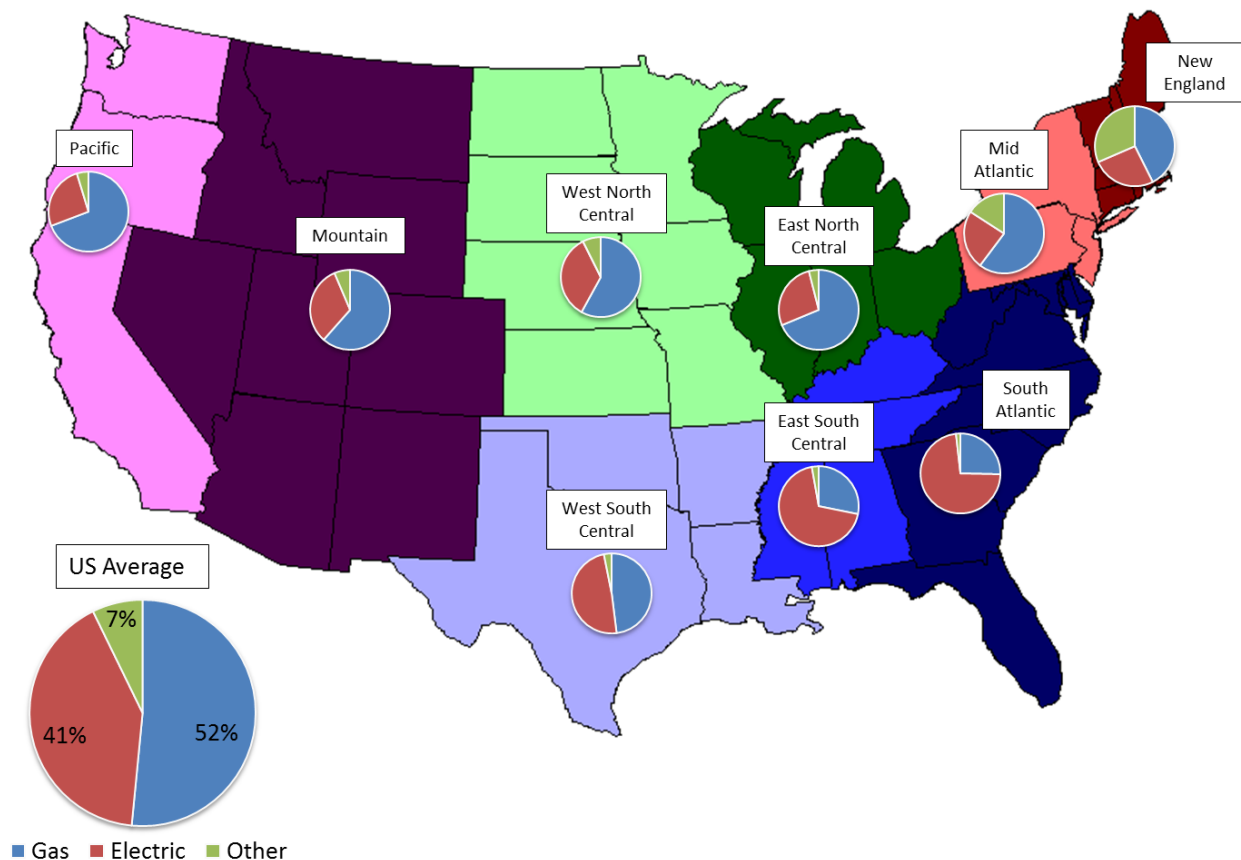 New
England
Pacific
Mid
Atlantic
West North
Central
East North
Central
Mountain
South
Atlantic
East South
Central
West South
Central
US Average
7%
41%
52%
Gas Electric Other